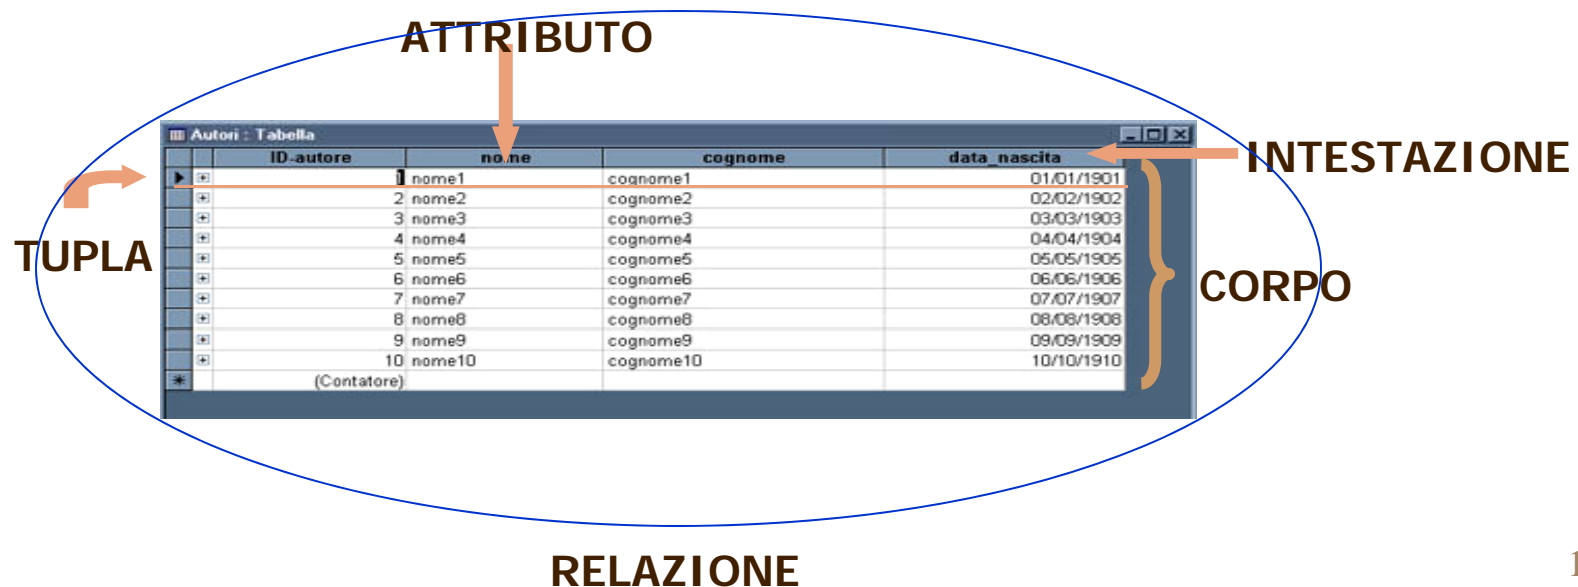 ATTRIBUTO
Autori : Tabella
ID-autore nome cognome data_nascita
INTESTAZIONE
1 nome1 cognome1 01/01/1901
2 nome2 cognome2 02/02/1902
3 nome3 cognome3 03/03/1903
4 nome4 cognome4 04/04/1904
TUPLA
5 nome5 cognome5 05/05/1905
6 nome6 cognome6 06/06/1906
CORPO
7 nome7 cognome7 07/07/1907
8 nome8 cognome8 08/08/1908
9 nome9 cognome9 09/09/1909
10 nome10 cognome10 10/10/1910
(Contatore)
RELAZIONE
1